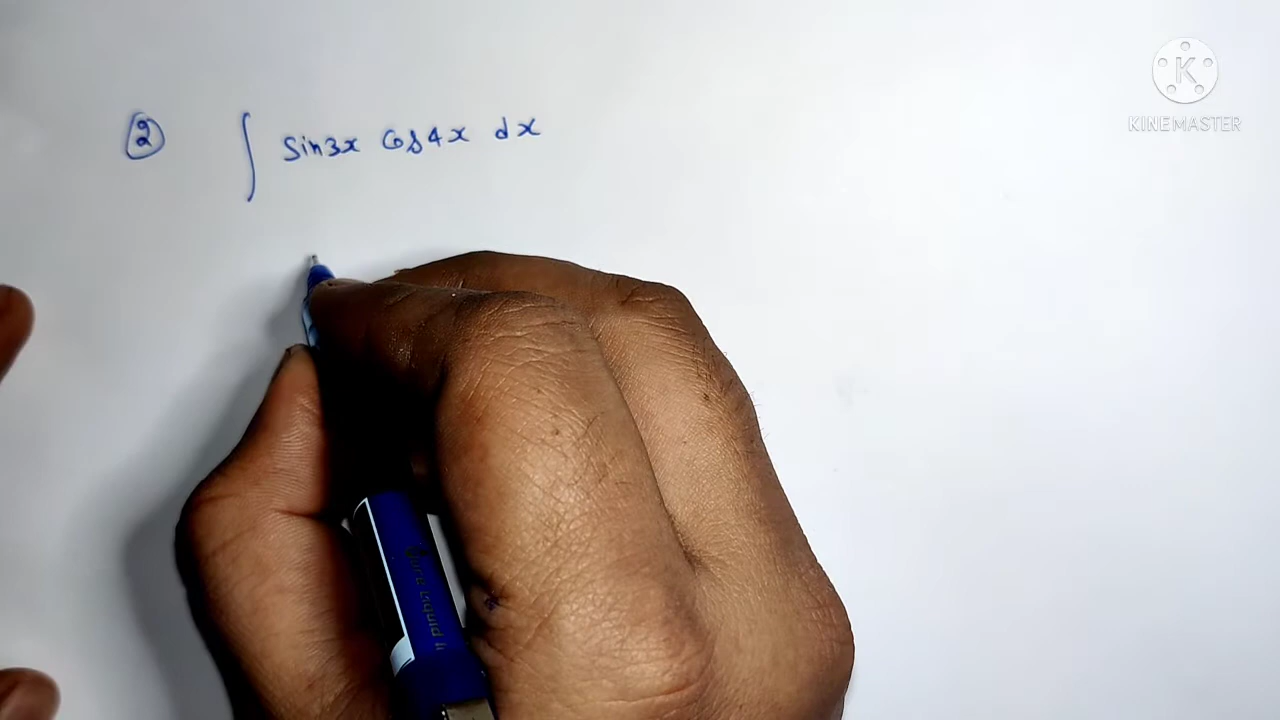 ② ∫ sin3x cos4x dx
K
KINEMASTER